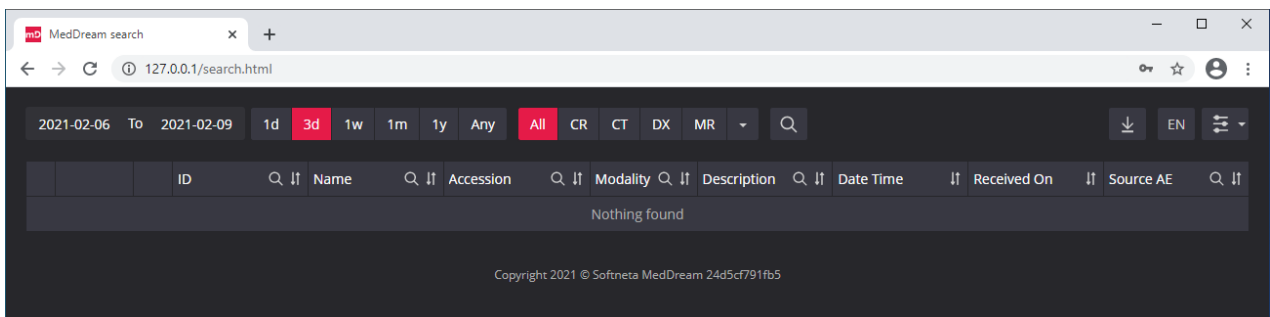 mD MedDream search
127.0.0.1/search.html
2021-02-06 To 2021-02-09 1d 3d 1w 1m 1y Any All CR CT DX MR EN
ID Name Accession Modality Description Date Time Received On Source AE
Nothing found
Copyright 2021 © Softneta MedDream 24d5cf791fb5